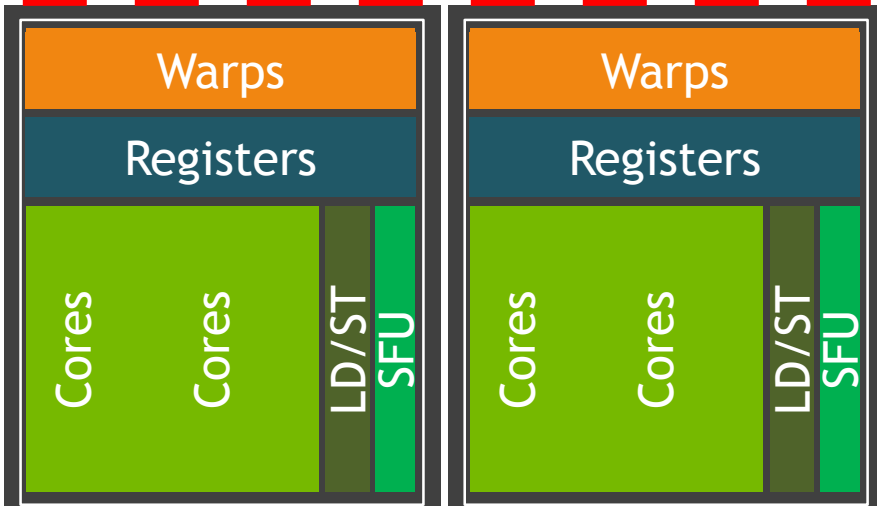 Warps
Registers
Cores
Cores
LD/ST
SFU
Warps
Registers
Cores
Cores
LD/ST
SFU